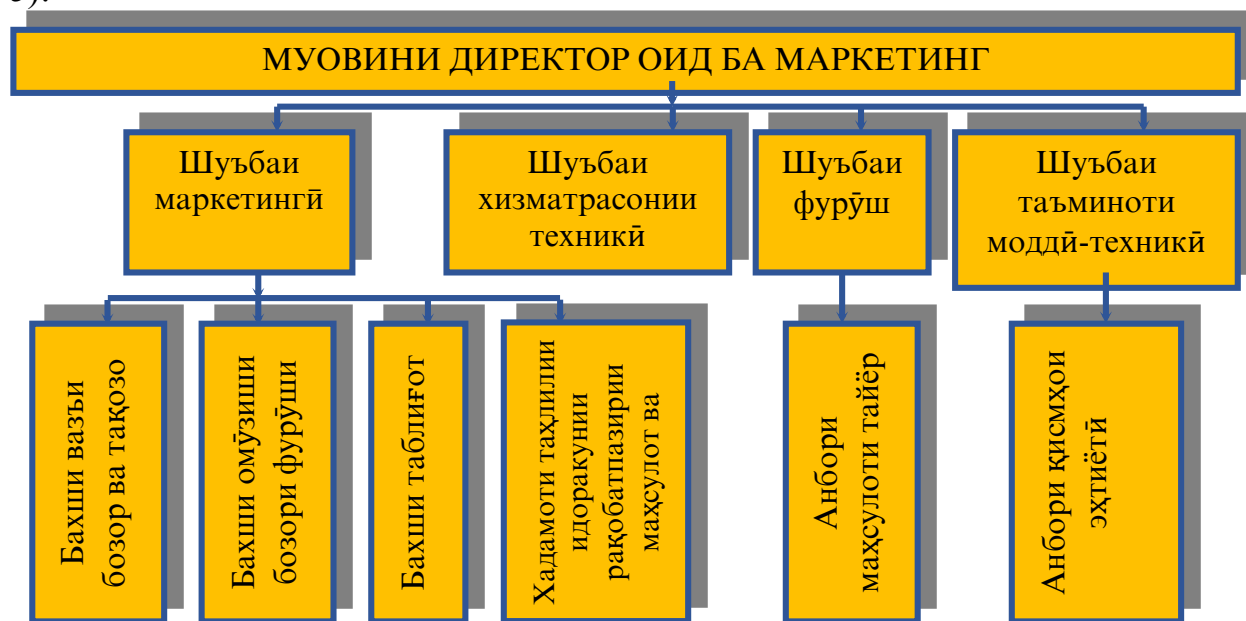 МУОВИНИ ДИРЕКТОР ОИД БА МАРКЕТИНГ
Шуъбаи
маркетингӣ
Шуъбаи
хизматрасонии
техникӣ
Шуъбаи
фурӯш
Шуъбаи
таъминоти
моддӣ-техникӣ
Бахши вазъи
бозор ва тақозо
Бахши омӯзиши
бозори фурӯши
Бахши таблиғот
Хадамоти таҳлилии
идоракунии
рақобатпазирии
маҳсулот ва
Анбори
маҳсулоти тайёр
Анбори қисмҳои
эҳтиётӣ